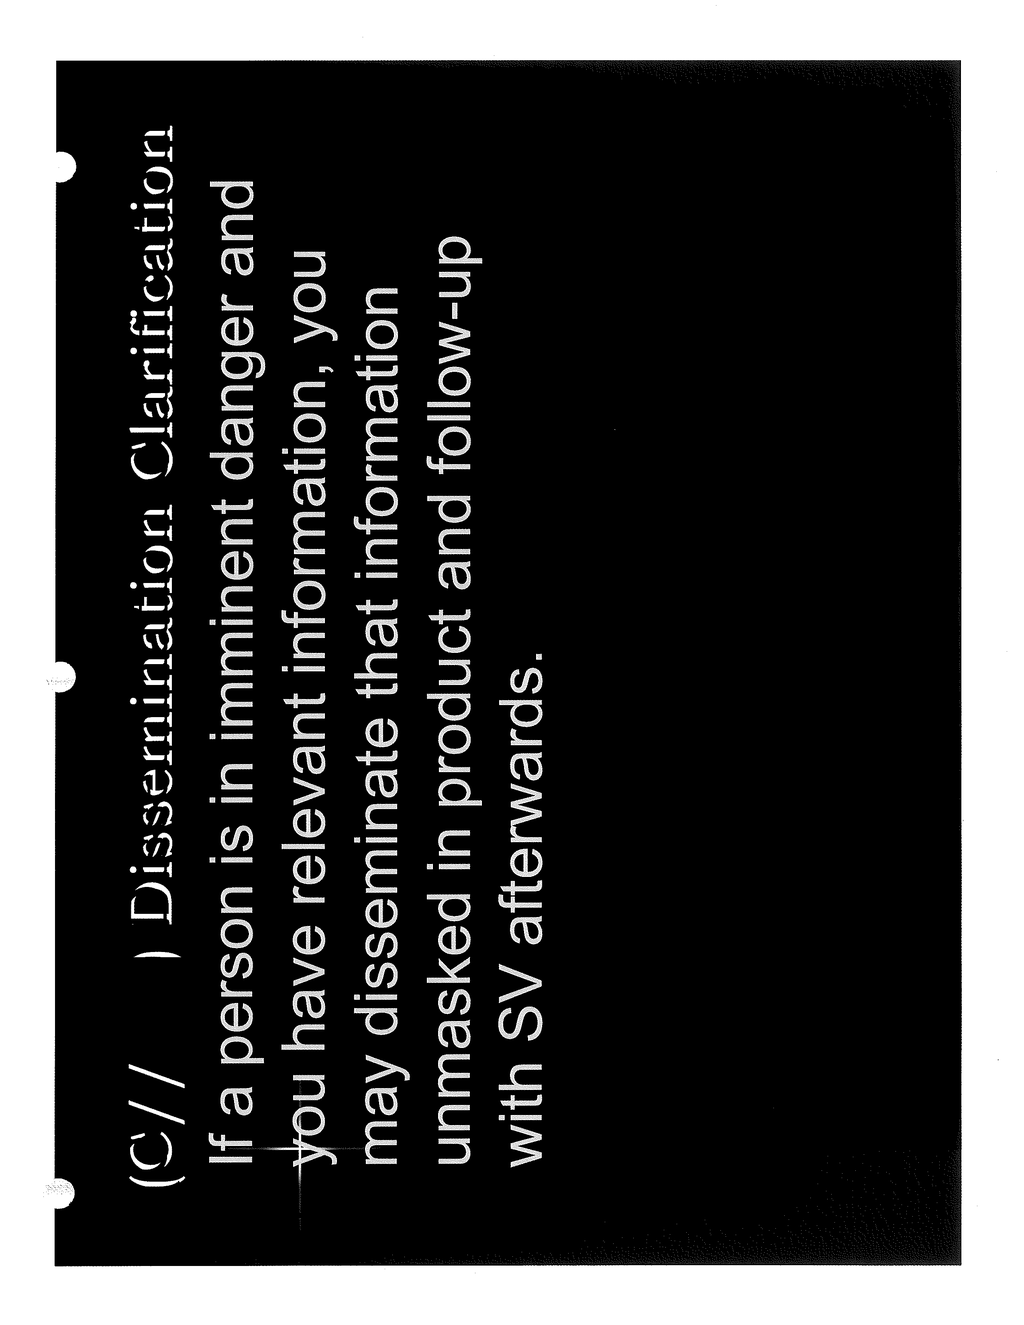 (C// ) Dissemination Clarification
If a person is in imminent danger and
you have relevant information, you
may disseminate that information
unmasked in product and follow-up
with SV afterwards.